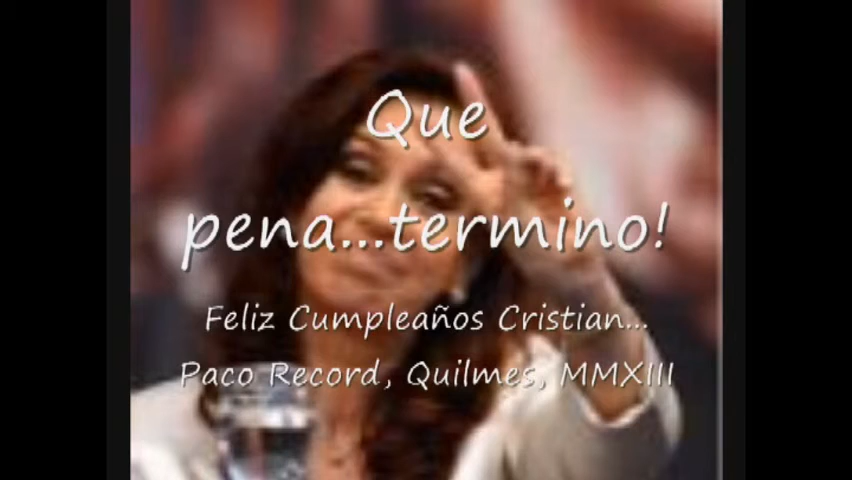 Que
pena...termino!
Feliz Cumpleaños Cristian...
Paco Record, Quilmes, MMXIII